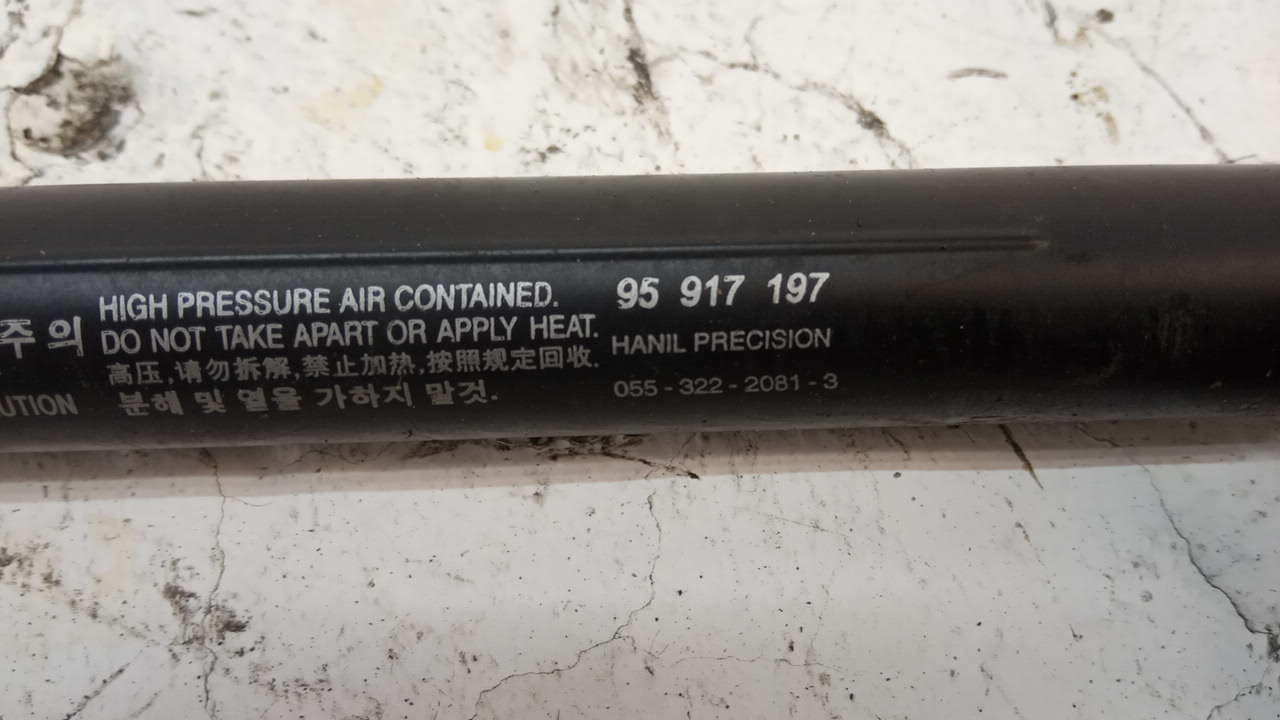 주의
UTION
HIGH PRESSURE AIR CONTAINED.
DO NOT TAKE APART OR APPLY HEAT.
高压,请勿拆解,禁止加热,按照规定回收.
분해 및 열을 가하지 말것.
95 917 197
HANIL PRECISION
055-322-2081-3